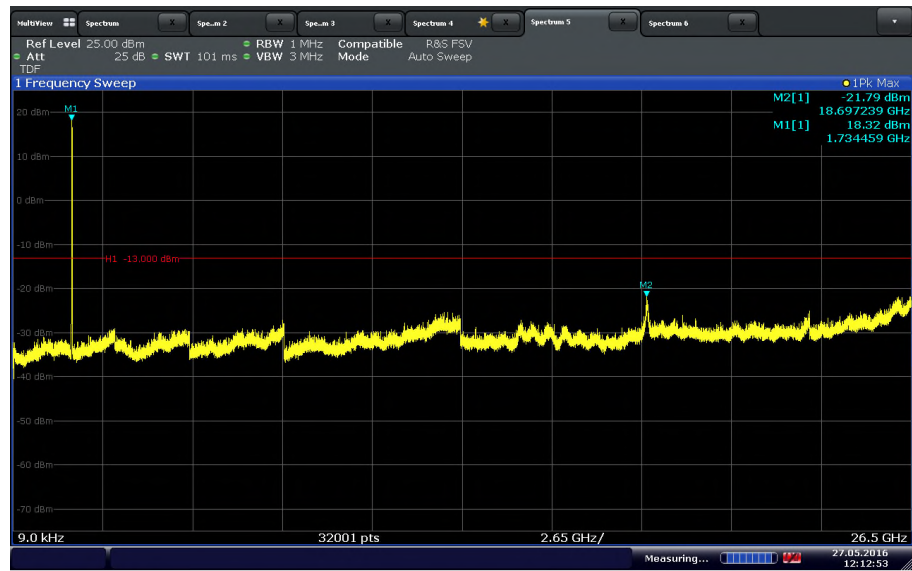 MultiView Spectrum X Spe...m 2 X Spe...m 3 X Spectrum 4 X Spectrum 5 X Spectrum 6 X
Ref Level 25.00 dBm RBW 1 MHz Compatible R&S FSV
Att 25 dB SWT 101 ms VBW 3 MHz Mode Auto Sweep
TDF
1 Frequency Sweep 1Pk Max
M2[1] -21.79 dBm
18.697239 GHz
M1[1] 18.32 dBm
1.734459 GHz
M1
20 dBm
10 dBm
0 dBm
-10 dBm
H1 -13.000 dBm
M2
-20 dBm
-30 dBm
-40 dBm
-50 dBm
-60 dBm
-70 dBm
9.0 kHz 32001 pts 2.65 GHz/ 26.5 GHz
Measuring... 27.05.2016
12:12:53